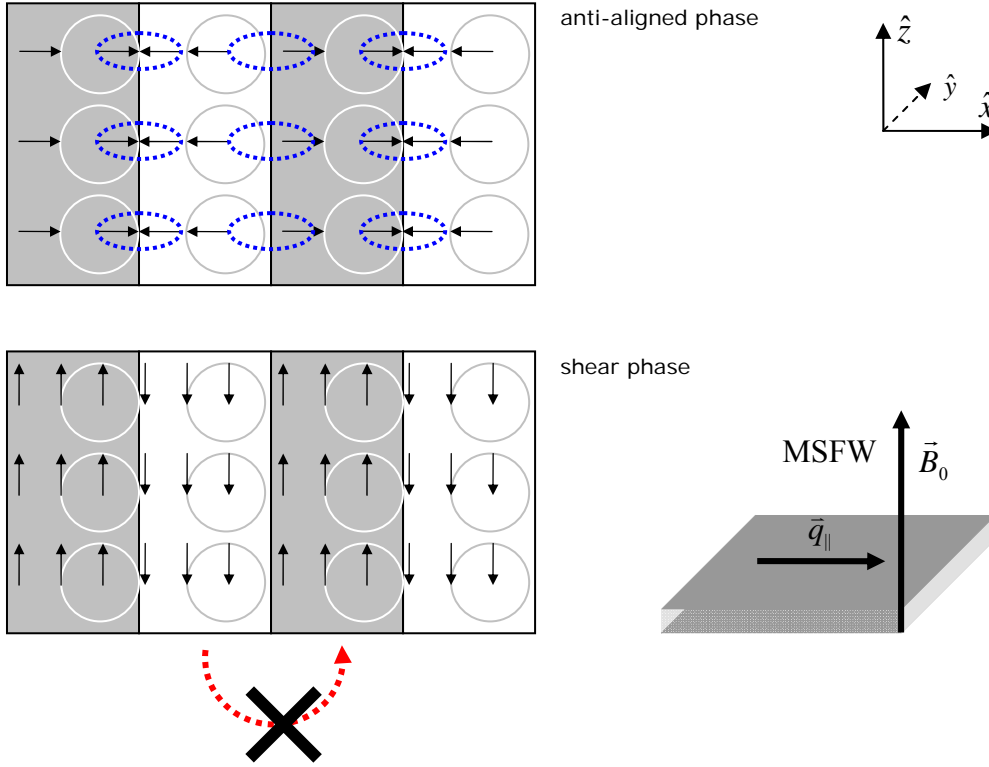 anti-aligned phase
ẑ
ŷ
x̂
shear phase
MSFW
B⃗₀
q⃗∥